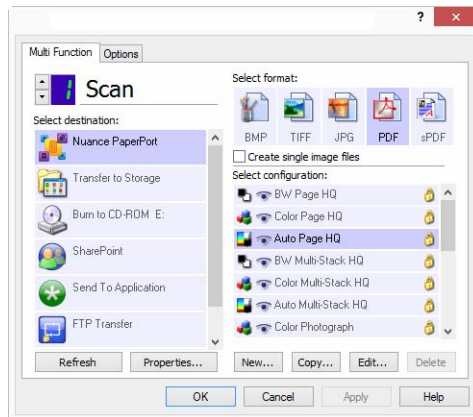 ?
Multi Function
Options
1 Scan
Select destination:
Nuance PaperPort
Transfer to Storage
Burn to CD-ROM E:
SharePoint
Send To Application
FTP Transfer
Refresh
Properties...
Select format:
BMP
TIFF
JPG
PDF
sPDF
Create single image files
Select configuration:
BW Page HQ
Color Page HQ
Auto Page HQ
BW Multi-Stack HQ
Color Multi-Stack HQ
Auto Multi-Stack HQ
Color Photograph
New...
Copy...
Edit...
Delete
OK
Cancel
Apply
Help